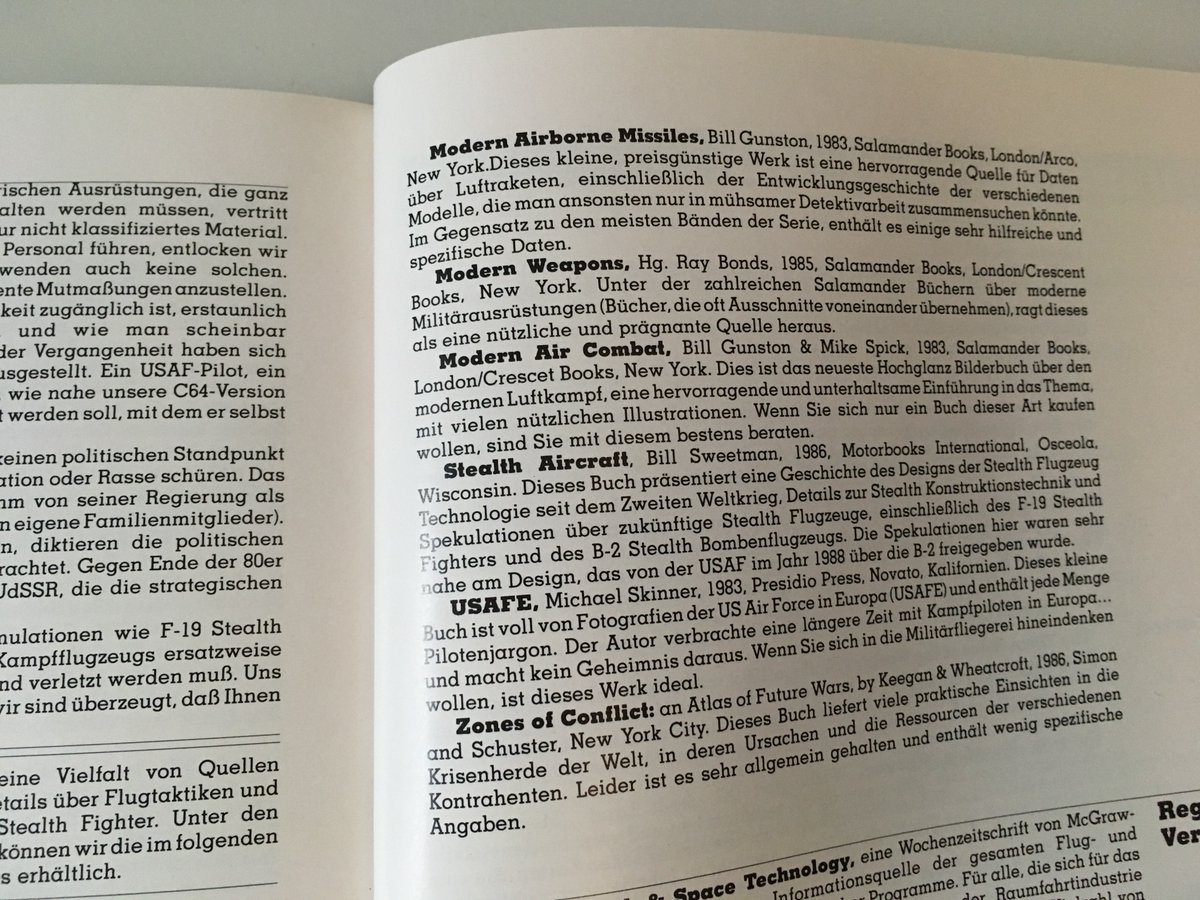 rischen Ausrüstungen, die ganz
alten werden müssen, vertritt
ur nicht klassifiziertes Material.
Personal führen, entlocken wir
wenden auch keine solchen.
ente Mutmaßungen anzustellen.
keit zugänglich ist, erstaunlich
und wie man scheinbar
der Vergangenheit haben sich
usgestellt. Ein USAF-Pilot, ein
wie nahe unsere C64-Version
t werden soll, mit dem er selbst
keinen politischen Standpunkt
ation oder Rasse schüren. Das
hm von seiner Regierung als
n eigene Familienmitglieder).
n, diktieren die politischen
rachtet. Gegen Ende der 80er
UdSSR, die die strategischen
mulationen wie F-19 Stealth
Kampfflugzeugs ersatzweise
nd verletzt werden muß. Uns
wir sind überzeugt, daß Ihnen
eine Vielfalt von Quellen
etails über Flugtaktiken und
Stealth Fighter. Unter den
können wir die im folgenden
s erhältlich.
Modern Airborne Missiles, Bill Gunston, 1983, Salamander Books, London/Arco,
New York.Dieses kleine, preisgünstige Werk ist eine hervorragende Quelle für Daten
über Luftraketen, einschließlich der Entwicklungsgeschichte der verschiedenen
Modelle, die man ansonsten nur in mühsamer Detektivarbeit zusammensuchen könnte.
Im Gegensatz zu den meisten Bänden der Serie, enthält es einige sehr hilfreiche und
spezifische Daten.
Modern Weapons, Hg. Ray Bonds, 1985, Salamander Books, London/Crescent
Books, New York. Unter der zahlreichen Salamander Büchern über moderne
Militärausrüstungen (Bücher, die oft Ausschnitte voneinander übernehmen), ragt dieses
als eine nützliche und prägnante Quelle heraus.
Modern Air Combat, Bill Gunston & Mike Spick, 1983, Salamander Books,
London/Crescet Books, New York. Dies ist das neueste Hochglanz Bilderbuch über den
modernen Luftkampf, eine hervorragende und unterhaltsame Einführung in das Thema,
mit vielen nützlichen Illustrationen. Wenn Sie sich nur ein Buch dieser Art kaufen
wollen, sind Sie mit diesem bestens beraten.
Stealth Aircraft, Bill Sweetman, 1986, Motorbooks International, Osceola,
Wisconsin. Dieses Buch präsentiert eine Geschichte des Designs der Stealth Flugzeug
Technologie seit dem Zweiten Weltkrieg, Details zur Stealth Konstruktionstechnik und
Spekulationen über zukünftige Stealth Flugzeuge, einschließlich des F-19 Stealth
Fighters und des B-2 Stealth Bombenflugzeugs. Die Spekulationen hier waren sehr
nahe am Design, das von der USAF im Jahr 1988 über die B-2 freigegeben wurde.
USAFE, Michael Skinner, 1983, Presidio Press, Novato, Kalifornien. Dieses kleine
Buch ist voll von Fotografien der US Air Force in Europa (USAFE) und enthält jede Menge
Pilotenjargon. Der Autor verbrachte eine längere Zeit mit Kampfpiloten in Europa...
und macht kein Geheimnis daraus. Wenn Sie sich in die Militärfliegerei hineindenken
wollen, ist dieses Werk ideal.
Zones of Conflict: an Atlas of Future Wars, by Keegan & Wheatcroft, 1986, Simon
and Schuster, New York City. Dieses Buch liefert viele praktische Einsichten in die
Krisenherde der Welt, in deren Ursachen und die Ressourcen der verschiedenen
Kontrahenten. Leider ist es sehr allgemein gehalten und enthält wenig spezifische
Angaben.
& Space Technology, eine Wochenzeitschrift von McGraw-
Informationsquelle der gesamten Flug- und
Programme. Für alle, die sich für das
der Raumfahrtindustrie
von
Reg
Ver